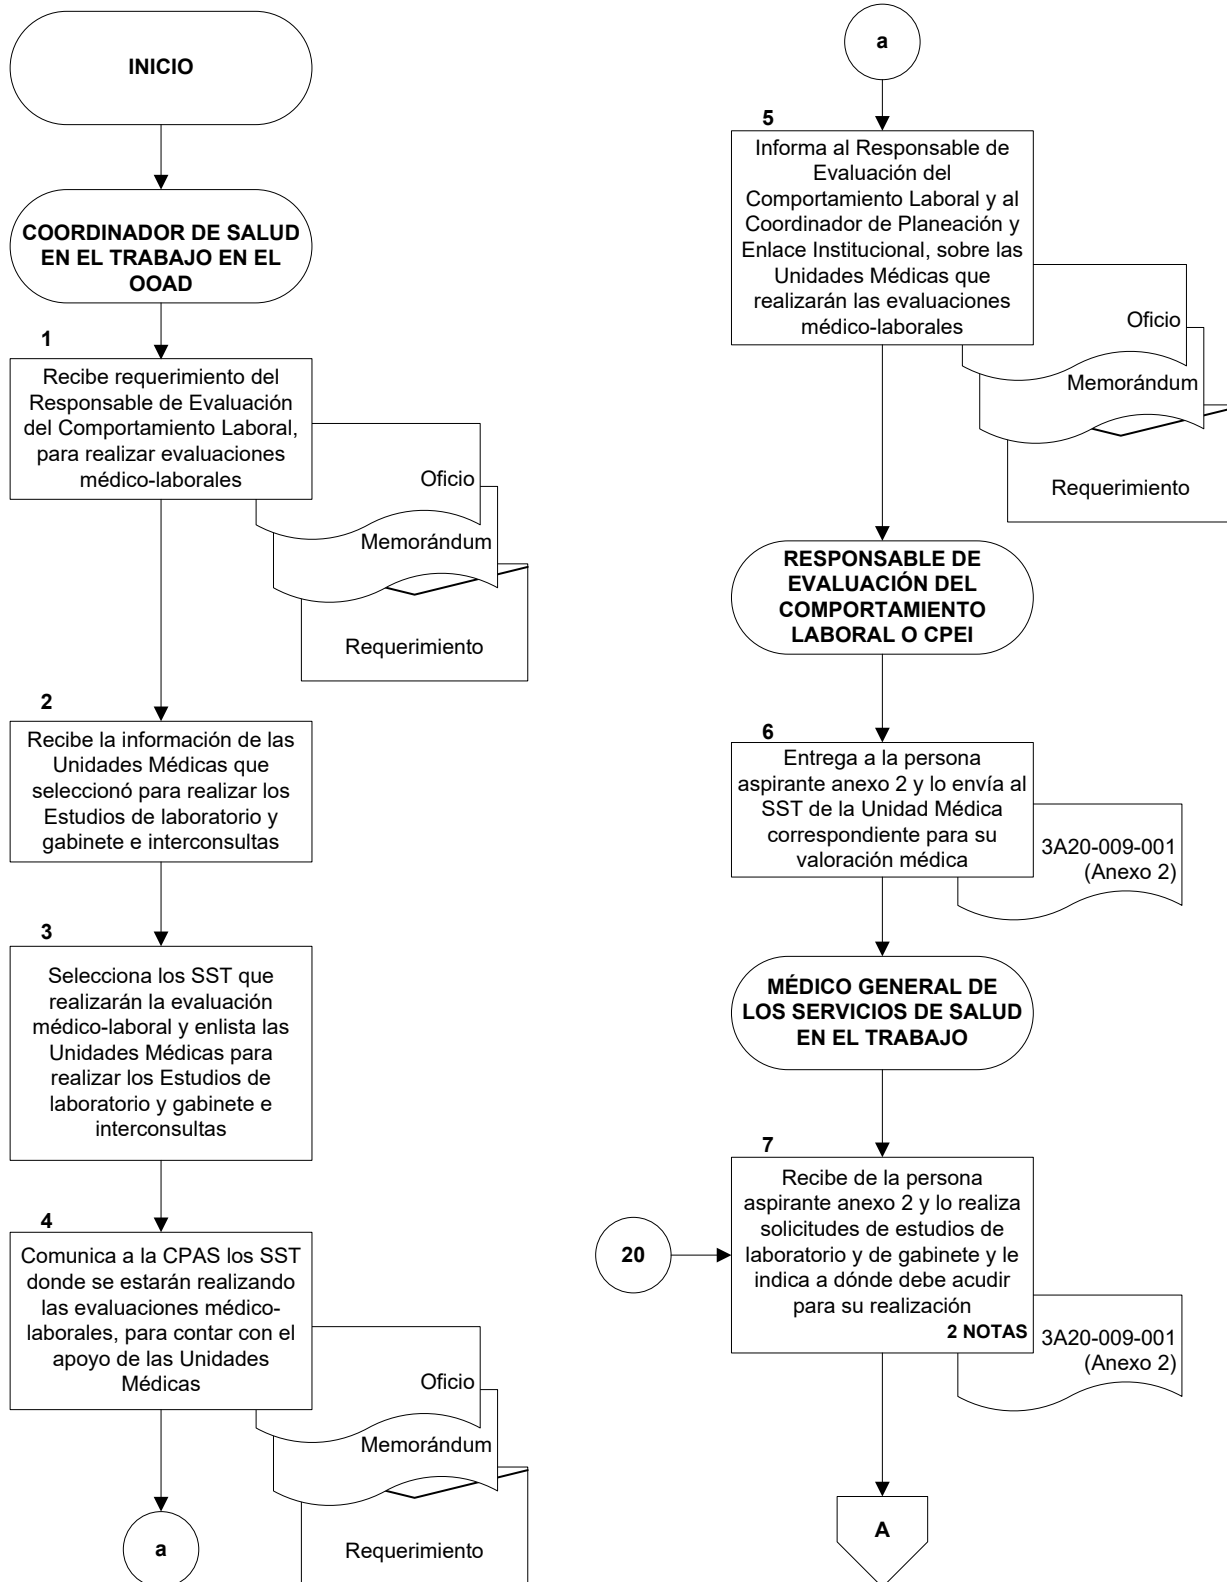 INICIO
COORDINADOR DE SALUD
EN EL TRABAJO EN EL
OOAD
1
Recibe requerimiento del
Responsable de Evaluación
del Comportamiento Laboral,
para realizar evaluaciones
médico-laborales
Oficio
Memorándum
Requerimiento
2
Recibe la información de las
Unidades Médicas que
seleccionó para realizar los
Estudios de laboratorio y
gabinete e interconsultas
3
Selecciona los SST que
realizarán la evaluación
médico-laboral y enlista las
Unidades Médicas para
realizar los Estudios de
laboratorio y gabinete e
interconsultas
4
Comunica a la CPAS los SST
donde se estarán realizando
las evaluaciones médico-
laborales, para contar con el
apoyo de las Unidades
Médicas
Oficio
Memorándum
Requerimiento
a
a
5
Informa al Responsable de
Evaluación del
Comportamiento Laboral y al
Coordinador de Planeación y
Enlace Institucional, sobre las
Unidades Médicas que
realizarán las evaluaciones
médico-laborales
Oficio
Memorándum
Requerimiento
RESPONSABLE DE
EVALUACIÓN DEL
COMPORTAMIENTO
LABORAL O CPEI
6
Entrega a la persona
aspirante anexo 2 y lo envía al
SST de la Unidad Médica
correspondiente para su
valoración médica
3A20-009-001
(Anexo 2)
MÉDICO GENERAL DE
LOS SERVICIOS DE SALUD
EN EL TRABAJO
7
Recibe de la persona
aspirante anexo 2 y lo realiza
solicitudes de estudios de
laboratorio y de gabinete y le
indica a dónde debe acudir
para su realización
2 NOTAS
20
3A20-009-001
(Anexo 2)
A